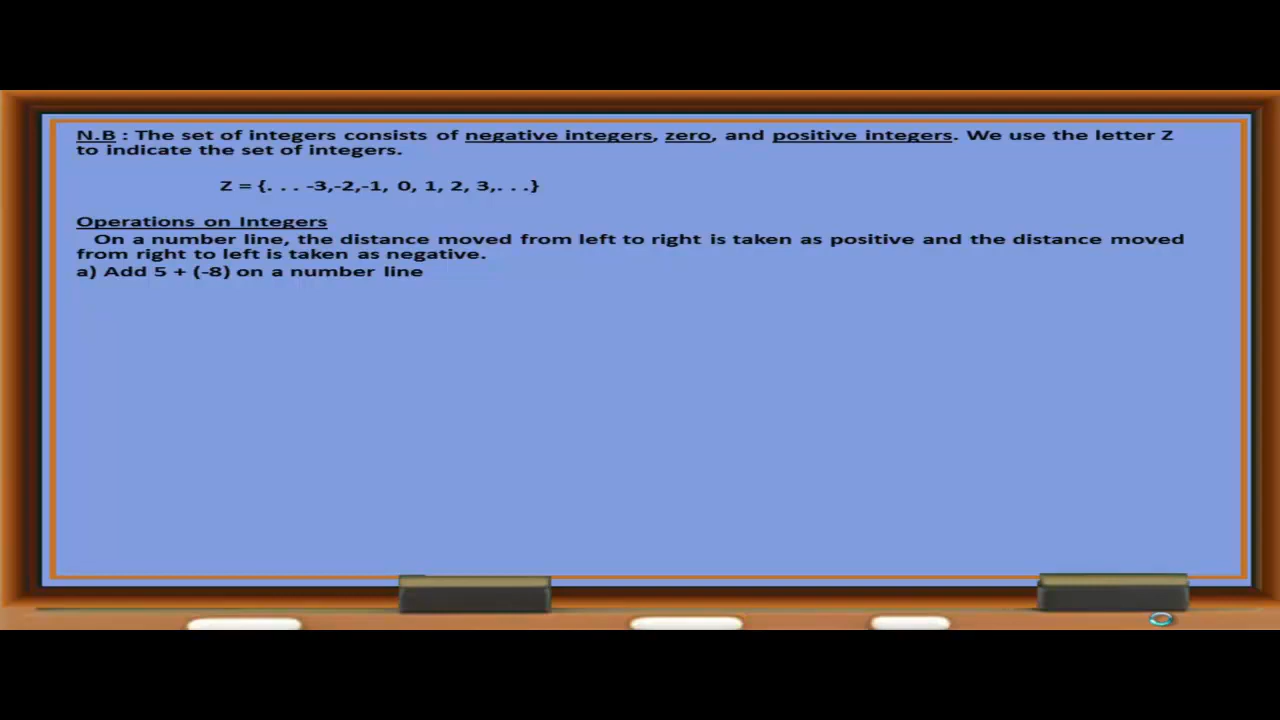 N.B : The set of integers consists of negative integers, zero, and positive integers. We use the letter Z
to indicate the set of integers.
Z = {. . . -3,-2,-1, 0, 1, 2, 3,. . .}
Operations on Integers
On a number line, the distance moved from left to right is taken as positive and the distance moved
from right to left is taken as negative.
a) Add 5 + (-8) on a number line